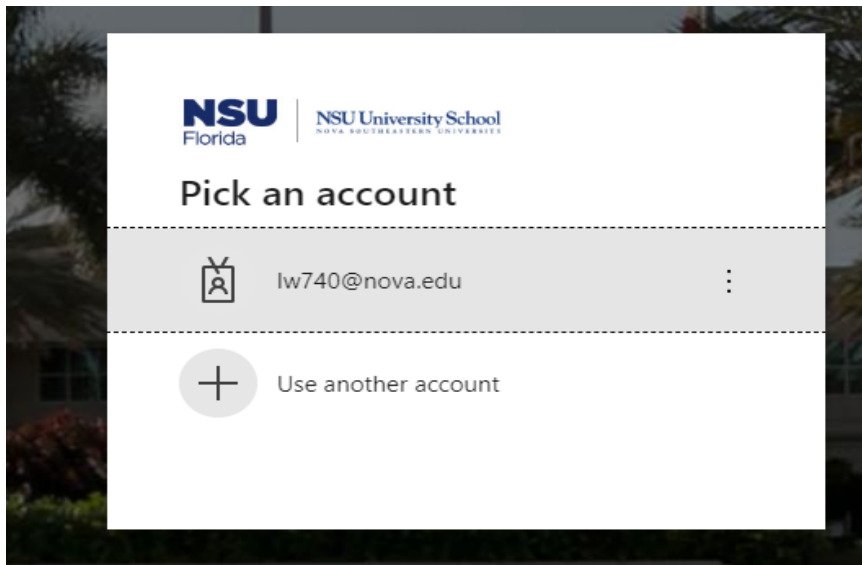 NSU
Florida
NSU University School
NOVA SOUTHEASTERN UNIVERSITY
Pick an account
lw740@nova.edu
Use another account